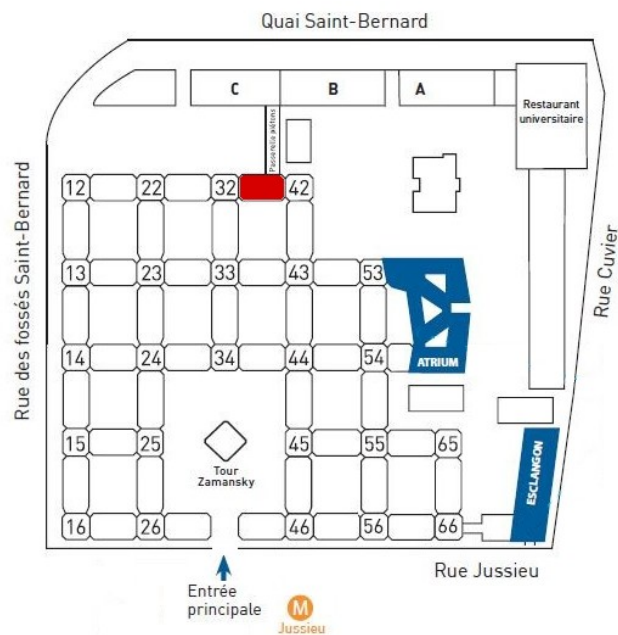 Quai Saint-Bernard
C
B
A
Restaurant
universitaire
Passerelle piétons
12
22
32
42
Rue des fossés Saint-Bernard
Rue Cuvier
13
23
33
43
53
14
24
34
44
54
ATRIUM
15
25
45
55
65
Tour
Zamansky
ESCLANGON
16
26
46
56
66
Rue Jussieu
Entrée
principale
M
Jussieu